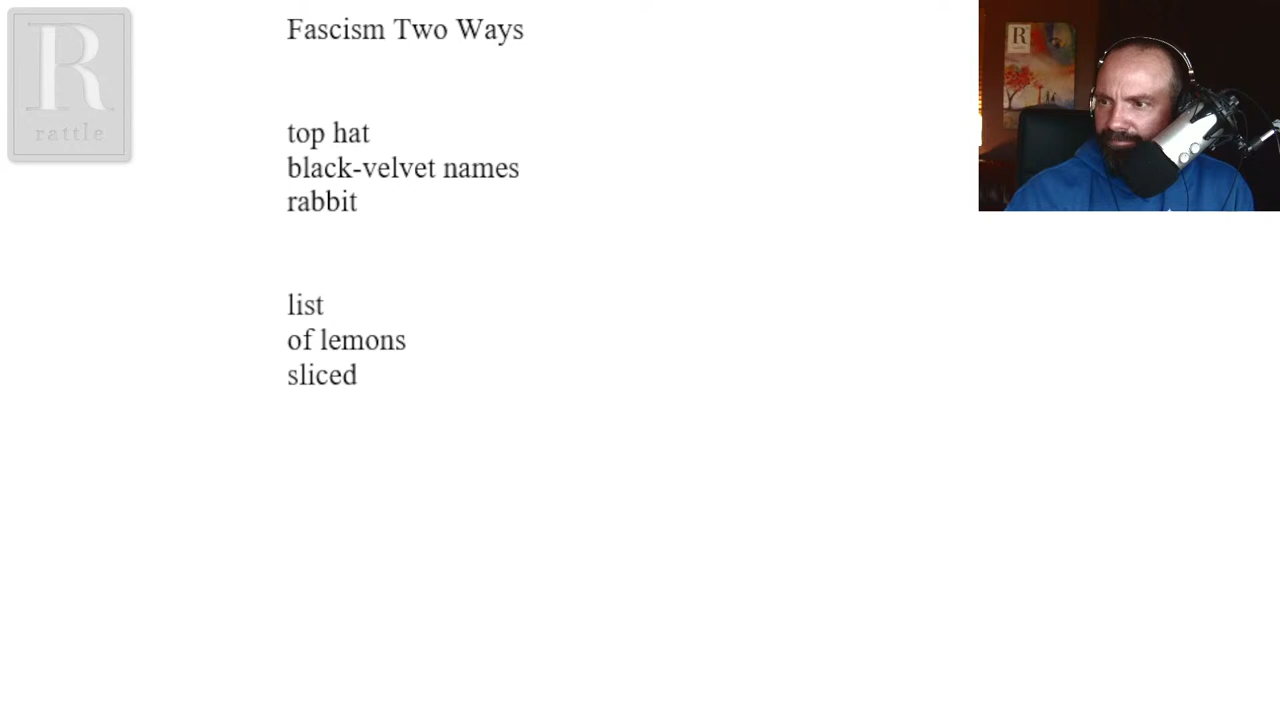 R
rattle
Fascism Two Ways
top hat
black-velvet names
rabbit
list
of lemons
sliced
R